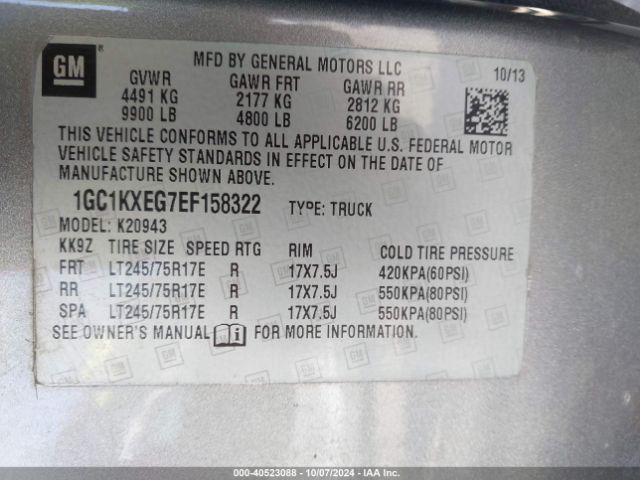 GM
®
MFD BY GENERAL MOTORS LLC
10/13
GVWR GAWR FRT GAWR RR
4491 KG 2177 KG 2812 KG
9900 LB 4800 LB 6200 LB
THIS VEHICLE CONFORMS TO ALL APPLICABLE U.S. FEDERAL MOTOR
VEHICLE SAFETY STANDARDS IN EFFECT ON THE DATE OF
MANUFACTURE SHOWN ABOVE.
1GC1KXEG7EF158322 TYPE: TRUCK
MODEL: K20943
KK9Z TIRE SIZE SPEED RTG RIM COLD TIRE PRESSURE
FRT LT245/75R17E R 17X7.5J 420KPA(60PSI)
RR LT245/75R17E R 17X7.5J 550KPA(80PSI)
SPA LT245/75R17E R 17X7.5J 550KPA(80PSI)
SEE OWNER'S MANUAL i FOR MORE INFORMATION.
000-40523088 - 10/07/2024 - IAA Inc.